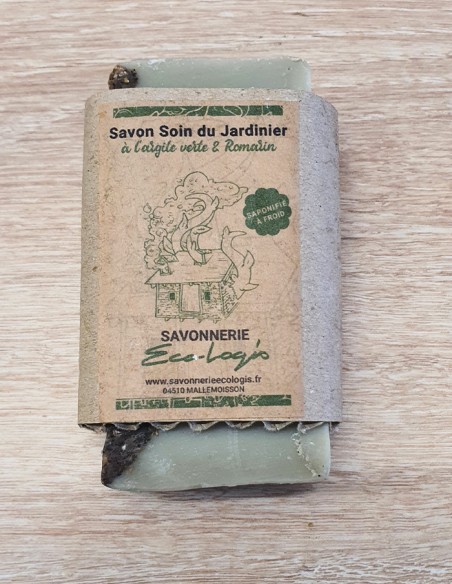 Savon Soin du Jardinier
à l'argile verte & Romarin
SAPONIFIÉ
À FROID
SAVONNERIE
Eco-logis
www.savonnerieecologis.fr
04510 MALLEMOISSON